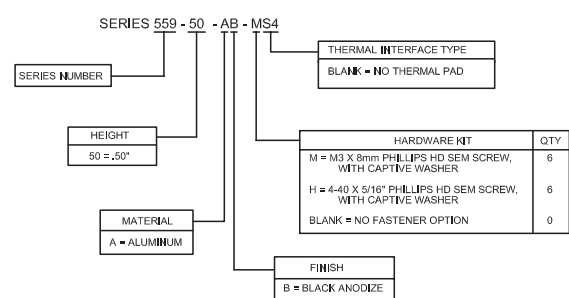 SERIES 559 - 50 - AB - MS4
THERMAL INTERFACE TYPE
BLANK = NO THERMAL PAD
SERIES NUMBER
HEIGHT
50 = .50"
HARDWARE KIT QTY
M = M3 X 8mm PHILLIPS HD SEM SCREW, 6
WITH CAPTIVE WASHER
H = 4-40 X 5/16" PHILLIPS HD SEM SCREW, 6
WITH CAPTIVE WASHER
BLANK = NO FASTENER OPTION 0
MATERIAL
A = ALUMINUM
FINISH
B = BLACK ANODIZE